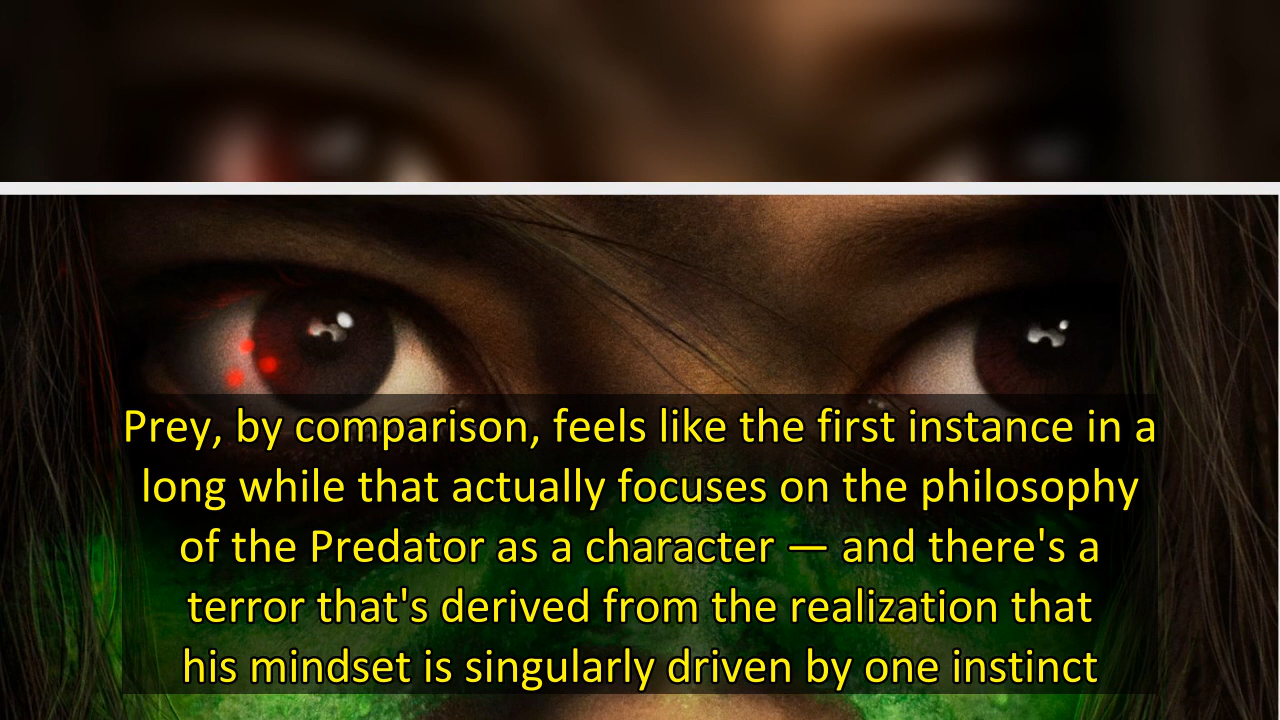 Prey, by comparison, feels like the first instance in a
long while that actually focuses on the philosophy
of the Predator as a character — and there's a
terror that's derived from the realization that
his mindset is singularly driven by one instinct